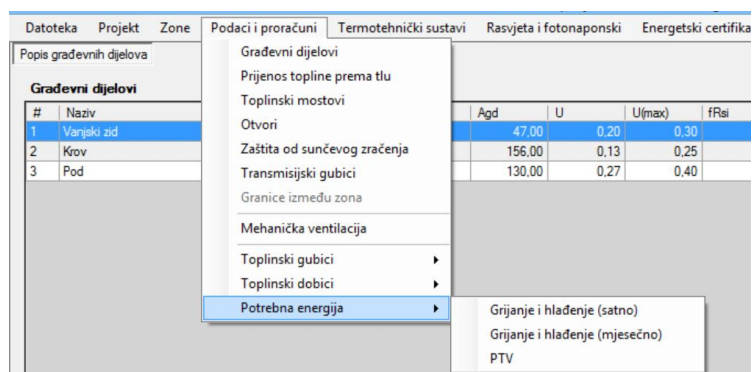 Datoteka Projekt Zone Podaci i proračuni Termotehnički sustavi Rasvjeta i fotonaponski Energetski certifika
Popis građevnih dijelova
Građevni dijelovi
# Naziv Agd U U(max) fRsi
1 Vanjski zid 47,00 0,20 0,30
2 Krov 156,00 0,13 0,25
3 Pod 130,00 0,27 0,40
Građevni dijelovi
Prijenos topline prema tlu
Toplinski mostovi
Otvori
Zaštita od sunčevog zračenja
Transmisijski gubici
Granice između zona
Mehanička ventilacija
Toplinski gubici
Toplinski dobici
Potrebna energija
Grijanje i hlađenje (satno)
Grijanje i hlađenje (mjesečno)
PTV